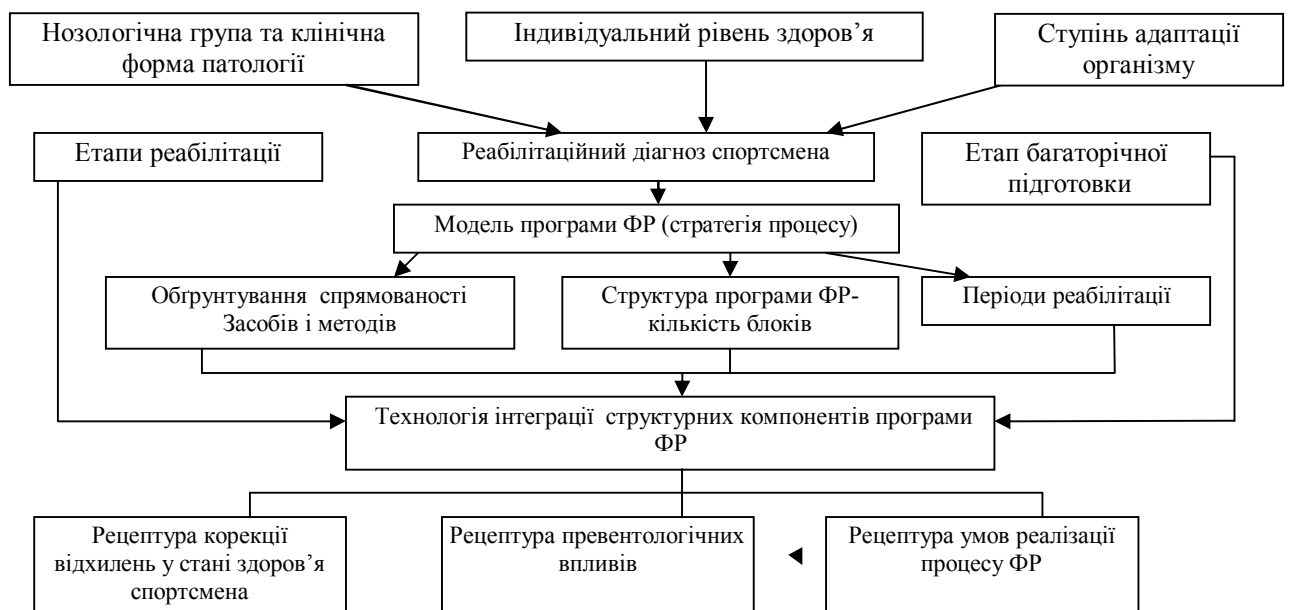 Нозологічна група та клінічна
форма патології
Індивідуальний рівень здоров’я
Ступінь адаптації
організму
Етапи реабілітації
Реабілітаційний діагноз спортсмена
Етап багаторічної
підготовки
Модель програми ФР (стратегія процесу)
Обґрунтування спрямованості
Засобів і методів
Структура програми ФР-
кількість блоків
Періоди реабілітації
Технологія інтеграції структурних компонентів програми
ФР
Рецептура корекції
відхилень у стані здоров’я
спортсмена
Рецептура превентологічних
впливів
Рецептура умов реалізації
процесу ФР